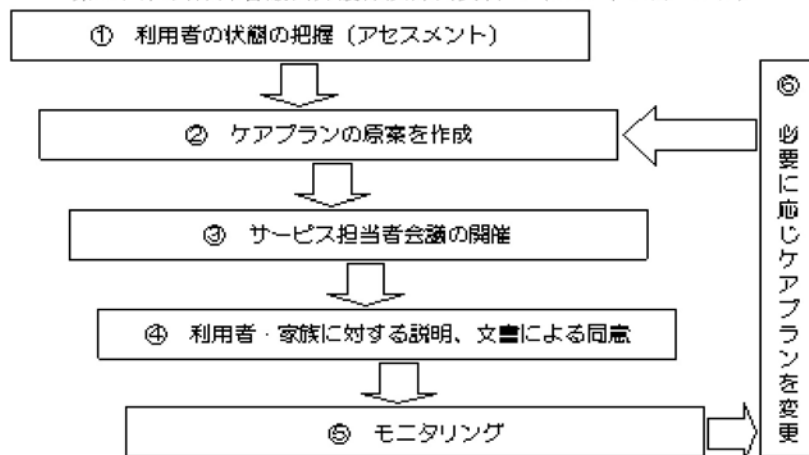 ① 利用者の状態の把握（アセスメント）
② ケアプランの原案を作成
③ サービス担当者会議の開催
④ 利用者・家族に対する説明、文書による同意
⑤ モニタリング
⑥ 必要に応じケアプランを変更